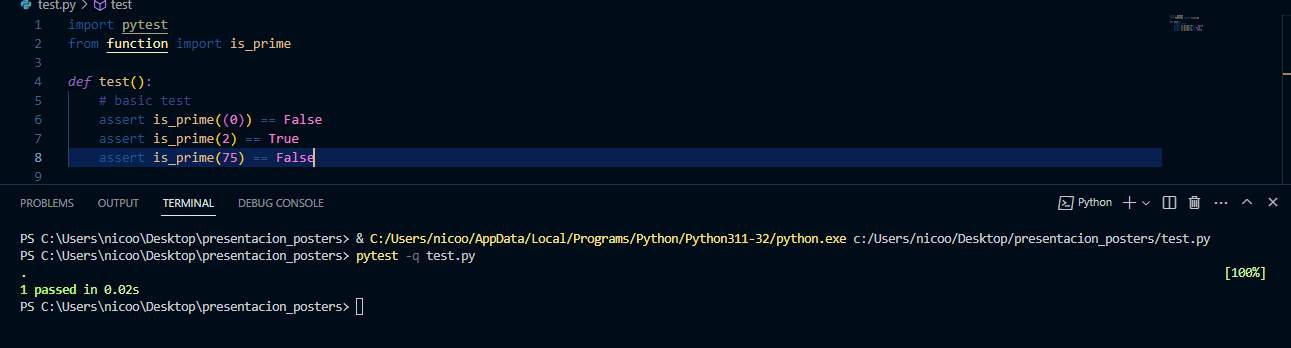 test.py > test
1 import pytest
2 from function import is_prime
3
4 def test():
5 # basic test
6 assert is_prime((0)) == False
7 assert is_prime(2) == True
8 assert is_prime(75) == False
9
PROBLEMS OUTPUT TERMINAL DEBUG CONSOLE Python
PS C:\Users\nicoo\Desktop\presentacion_posters> & C:/Users/nicoo/AppData/Local/Programs/Python/Python311-32/python.exe c:/Users/nicoo/Desktop/presentacion_posters/test.py
PS C:\Users\nicoo\Desktop\presentacion_posters> pytest -q test.py
. [100%]
1 passed in 0.02s
PS C:\Users\nicoo\Desktop\presentacion_posters>